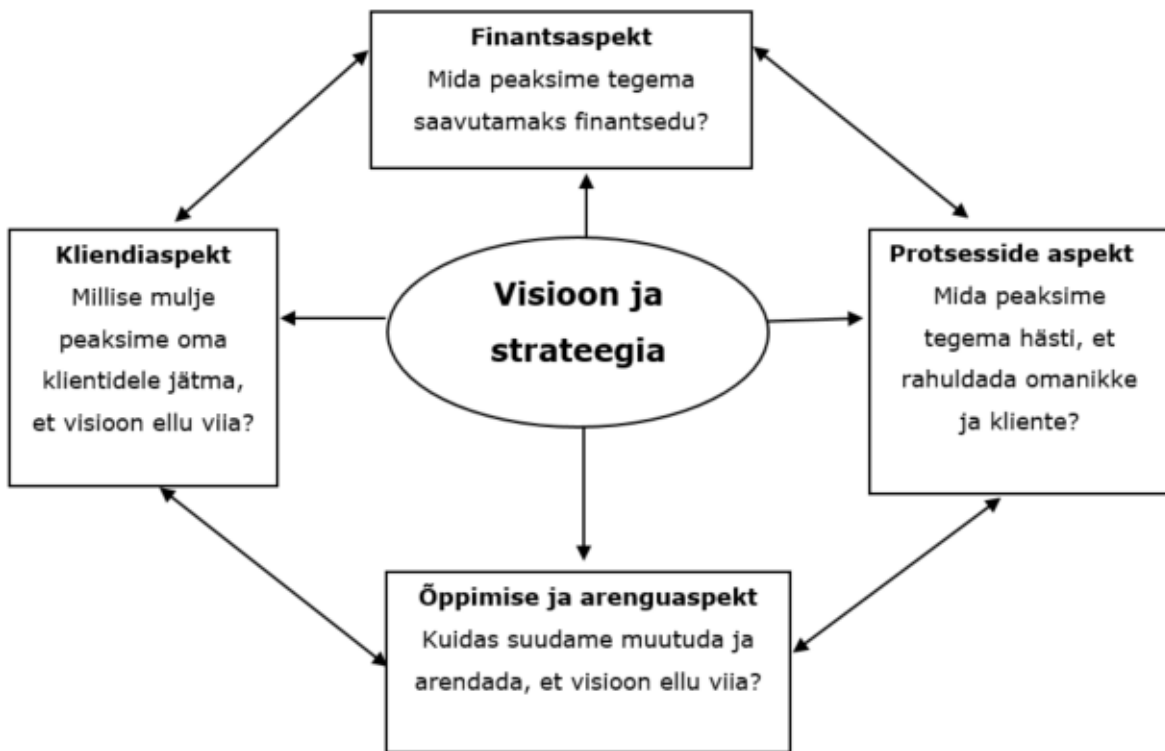 Finantsaspekt
Mida peaksime tegema
saavutamaks finantsedu?
Kliendiaspekt
Millise mulje
peaksime oma
klientidele jätma,
et visioon ellu viia?
Visioon ja
strateegia
Protsesside aspekt
Mida peaksime
tegema hästi, et
rahuldada omanikke
ja kliente?
Õppimise ja arenguaspekt
Kuidas suudame muutuda ja
arendada, et visioon ellu viia?